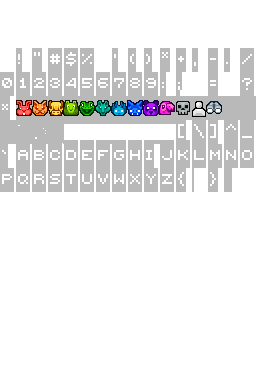 ! " # $ % ' ( ) * + , - . /
0 1 2 3 4 5 6 7 8 9 : ; = ?
*
[ \ ] ^ _
` A B C D E F G H I J K L M N O
P Q R S T U V W X Y Z { }